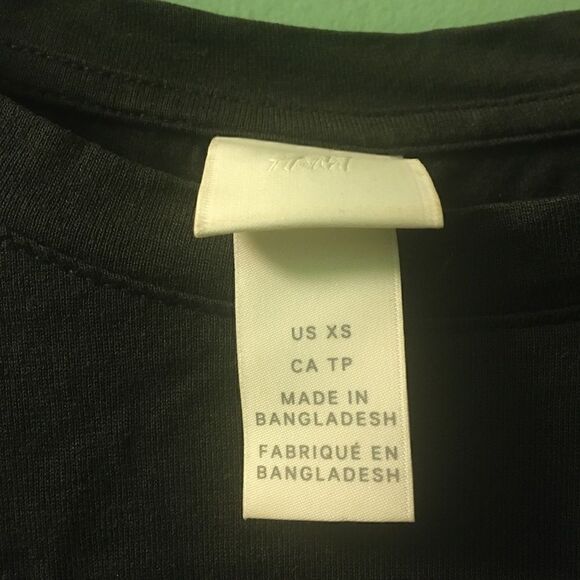 US XS
CA TP
MADE IN
BANGLADESH
FABRIQUÉ EN
BANGLADESH